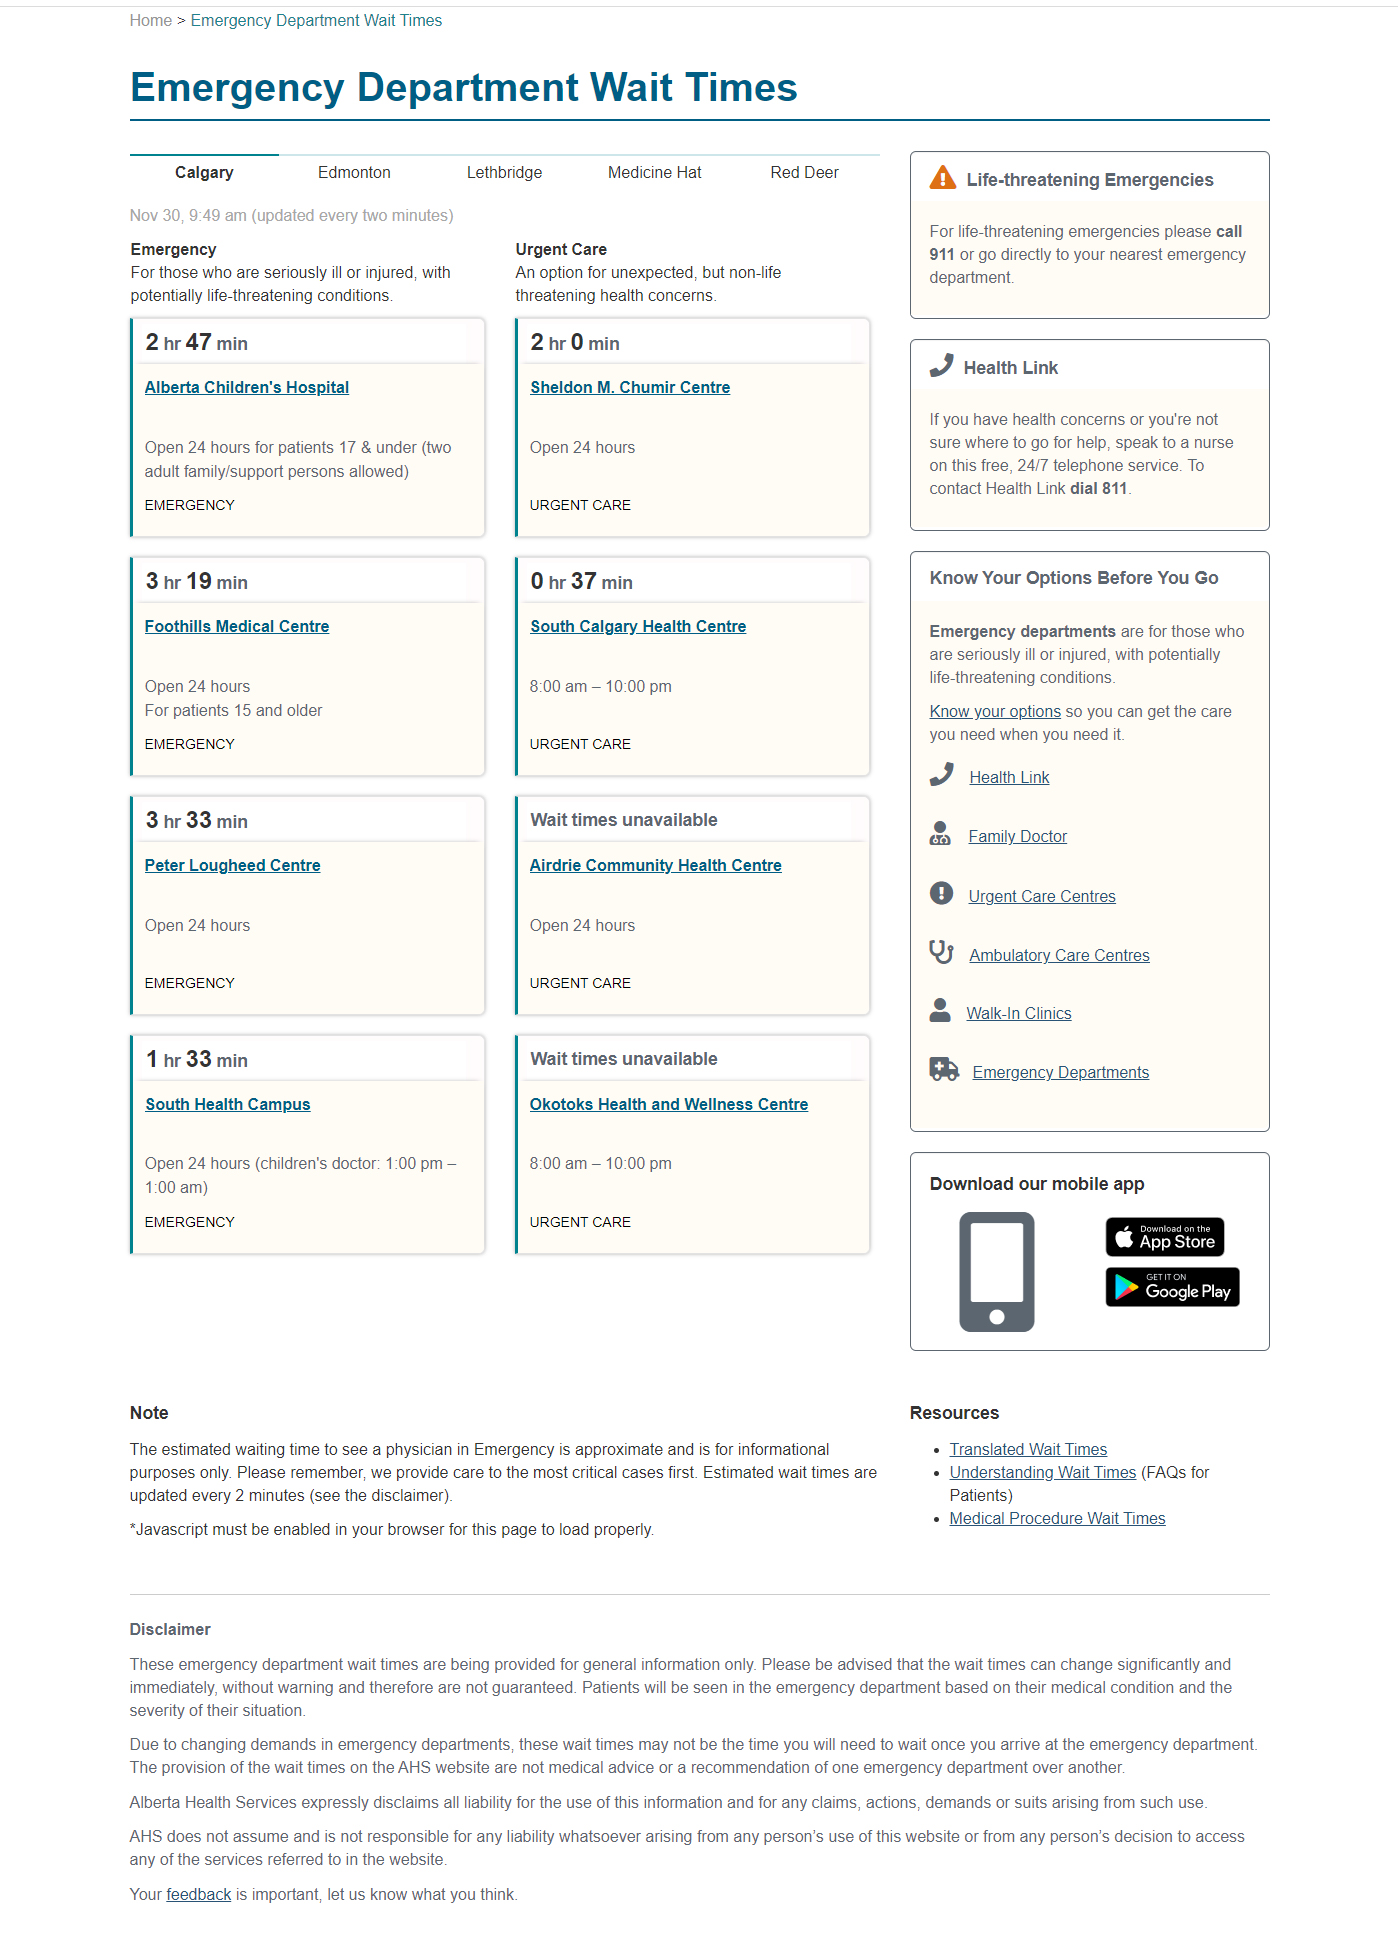 Home > Emergency Department Wait Times
Emergency Department Wait Times
Calgary
Edmonton
Lethbridge
Medicine Hat
Red Deer
Nov 30, 9:49 am (updated every two minutes)
Emergency
For those who are seriously ill or injured, with
potentially life-threatening conditions.
2 hr 47 min
Alberta Children's Hospital
Open 24 hours for patients 17 & under (two
adult family/support persons allowed)
EMERGENCY
3 hr 19 min
Foothills Medical Centre
Open 24 hours
For patients 15 and older
EMERGENCY
3 hr 33 min
Peter Lougheed Centre
Open 24 hours
EMERGENCY
1 hr 33 min
South Health Campus
Open 24 hours (children's doctor: 1:00 pm –
1:00 am)
EMERGENCY
Urgent Care
An option for unexpected, but non-life
threatening health concerns.
2 hr 0 min
Sheldon M. Chumir Centre
Open 24 hours
URGENT CARE
0 hr 37 min
South Calgary Health Centre
8:00 am – 10:00 pm
URGENT CARE
Wait times unavailable
Airdrie Community Health Centre
Open 24 hours
URGENT CARE
Wait times unavailable
Okotoks Health and Wellness Centre
8:00 am – 10:00 pm
URGENT CARE
Life-threatening Emergencies
For life-threatening emergencies please call
911 or go directly to your nearest emergency
department.
Health Link
If you have health concerns or you're not
sure where to go for help, speak to a nurse
on this free, 24/7 telephone service. To
contact Health Link dial 811.
Know Your Options Before You Go
Emergency departments are for those who
are seriously ill or injured, with potentially
life-threatening conditions.
Know your options so you can get the care
you need when you need it.
Health Link
Family Doctor
Urgent Care Centres
Ambulatory Care Centres
Walk-In Clinics
Emergency Departments
Download our mobile app
Download on the
App Store
GET IT ON
Google Play
Note
The estimated waiting time to see a physician in Emergency is approximate and is for informational
purposes only. Please remember, we provide care to the most critical cases first. Estimated wait times are
updated every 2 minutes (see the disclaimer).
*Javascript must be enabled in your browser for this page to load properly.
Resources
• Translated Wait Times
• Understanding Wait Times (FAQs for
Patients)
• Medical Procedure Wait Times
Disclaimer
These emergency department wait times are being provided for general information only. Please be advised that the wait times can change significantly and
immediately, without warning and therefore are not guaranteed. Patients will be seen in the emergency department based on their medical condition and the
severity of their situation.
Due to changing demands in emergency departments, these wait times may not be the time you will need to wait once you arrive at the emergency department.
The provision of the wait times on the AHS website are not medical advice or a recommendation of one emergency department over another.
Alberta Health Services expressly disclaims all liability for the use of this information and for any claims, actions, demands or suits arising from such use.
AHS does not assume and is not responsible for any liability whatsoever arising from any person’s use of this website or from any person’s decision to access
any of the services referred to in the website.
Your feedback is important, let us know what you think.